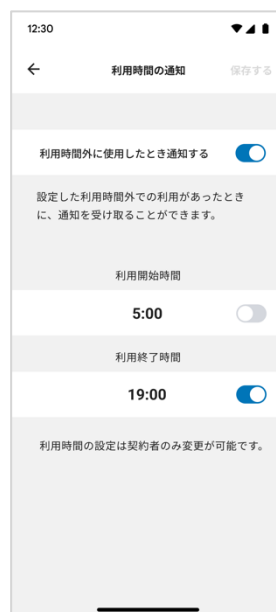 12:30
利用時間の通知 保存する
利用時間外に使用したとき通知する
設定した利用時間外での利用があったとき
に、通知を受け取ることができます。
利用開始時間
5:00
利用終了時間
19:00
利用時間の設定は契約者のみ変更が可能です。